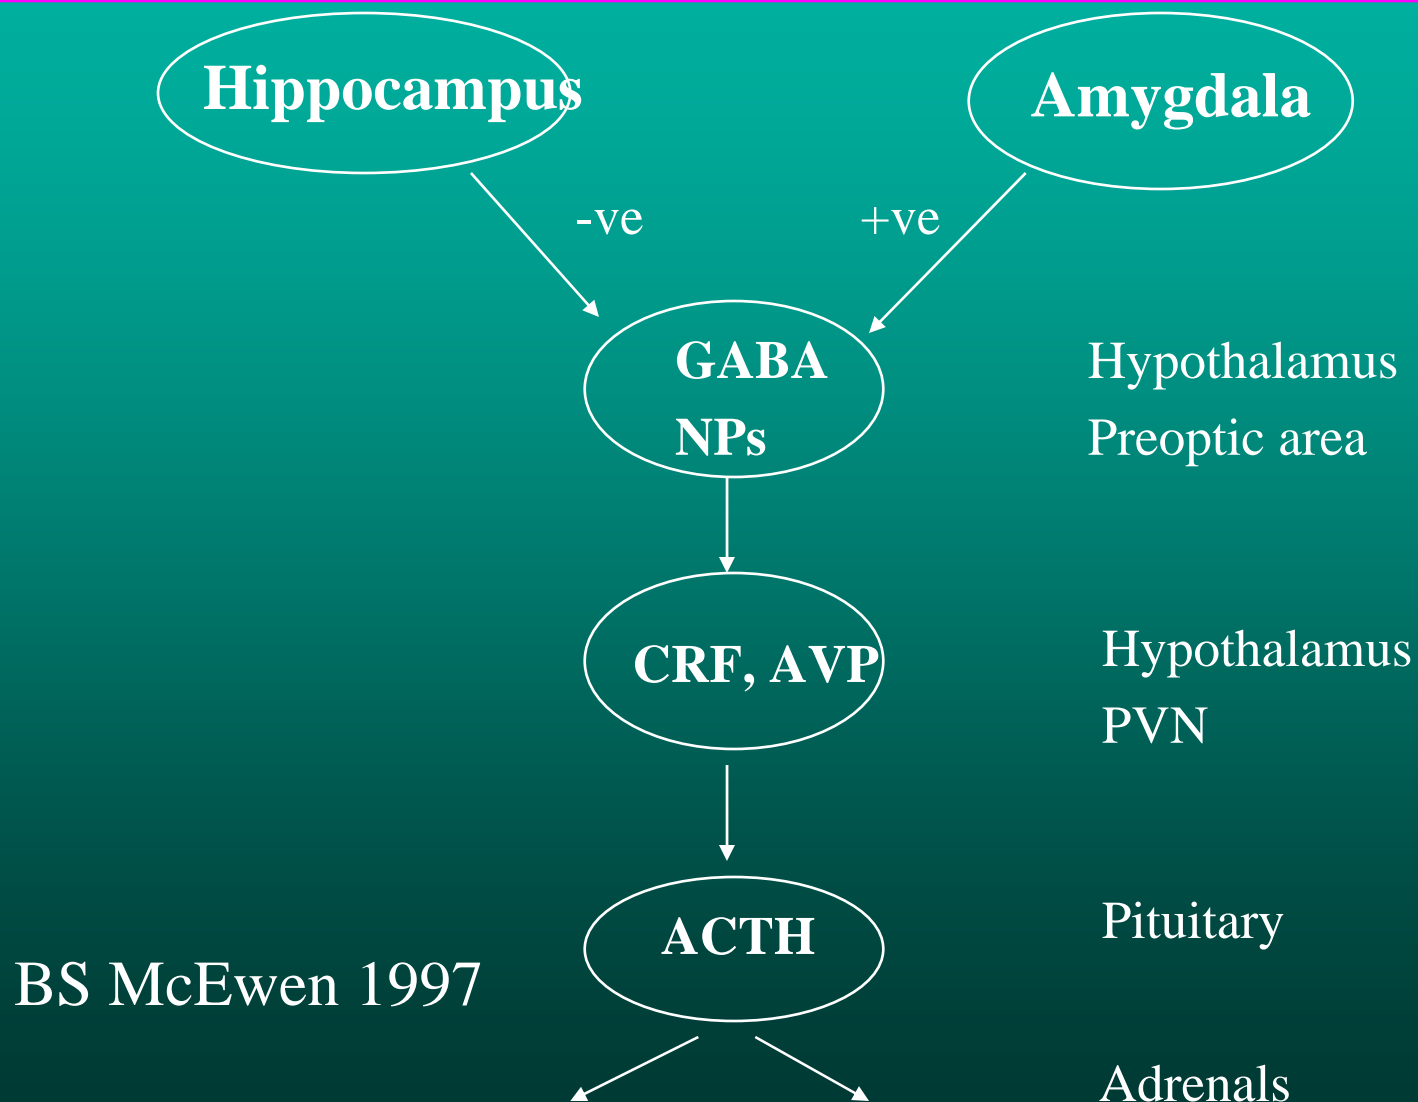 Hippocampus
Amygdala
-ve
+ve
GABA
NPs
Hypothalamus
Preoptic area
CRF, AVP
Hypothalamus
PVN
ACTH
Pituitary
BS McEwen 1997
Adrenals